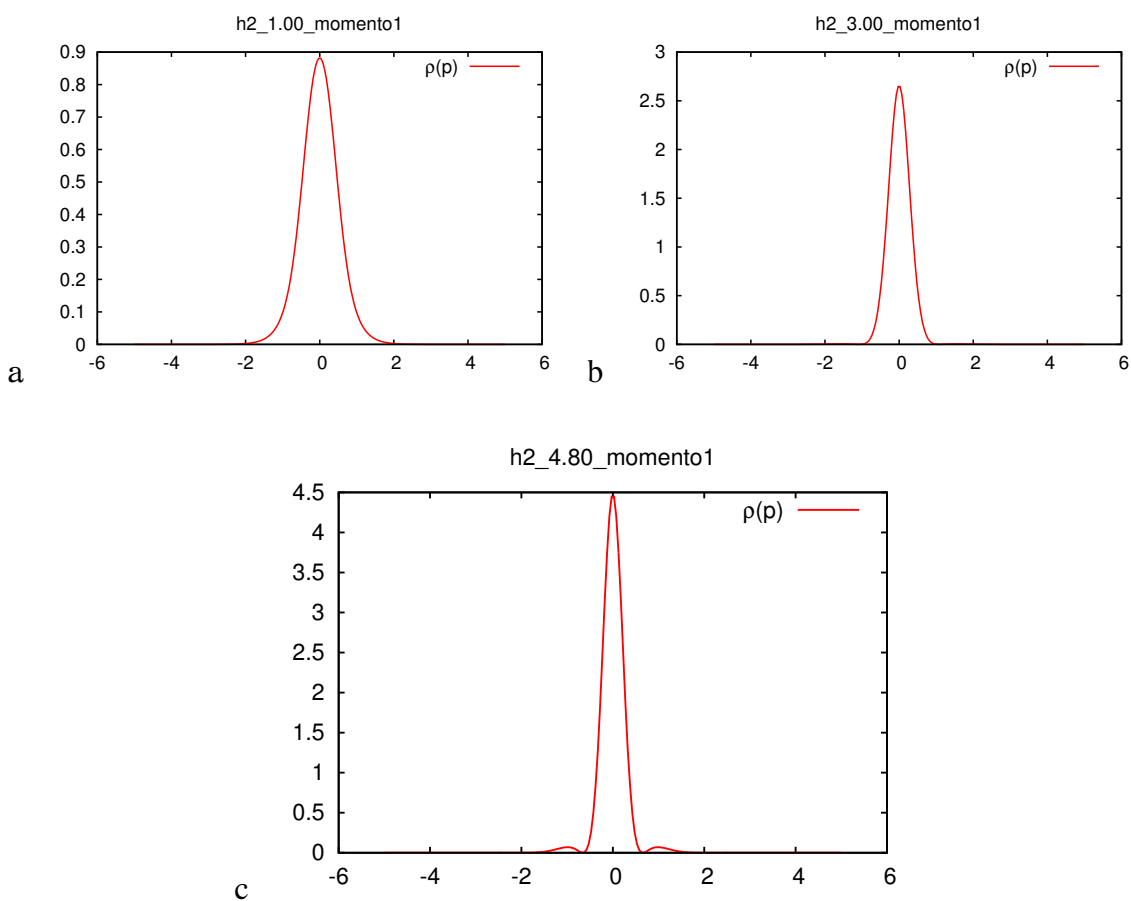 h2_1.00_momento1
0.9
0.8
0.7
0.6
0.5
0.4
0.3
0.2
0.1
0
-6 -4 -2 0 2 4 6
ρ(p)
a
h2_3.00_momento1
3
2.5
2
1.5
1
0.5
0
-6 -4 -2 0 2 4 6
ρ(p)
b
h2_4.80_momento1
4.5
4
3.5
3
2.5
2
1.5
1
0.5
0
-6 -4 -2 0 2 4 6
ρ(p)
c